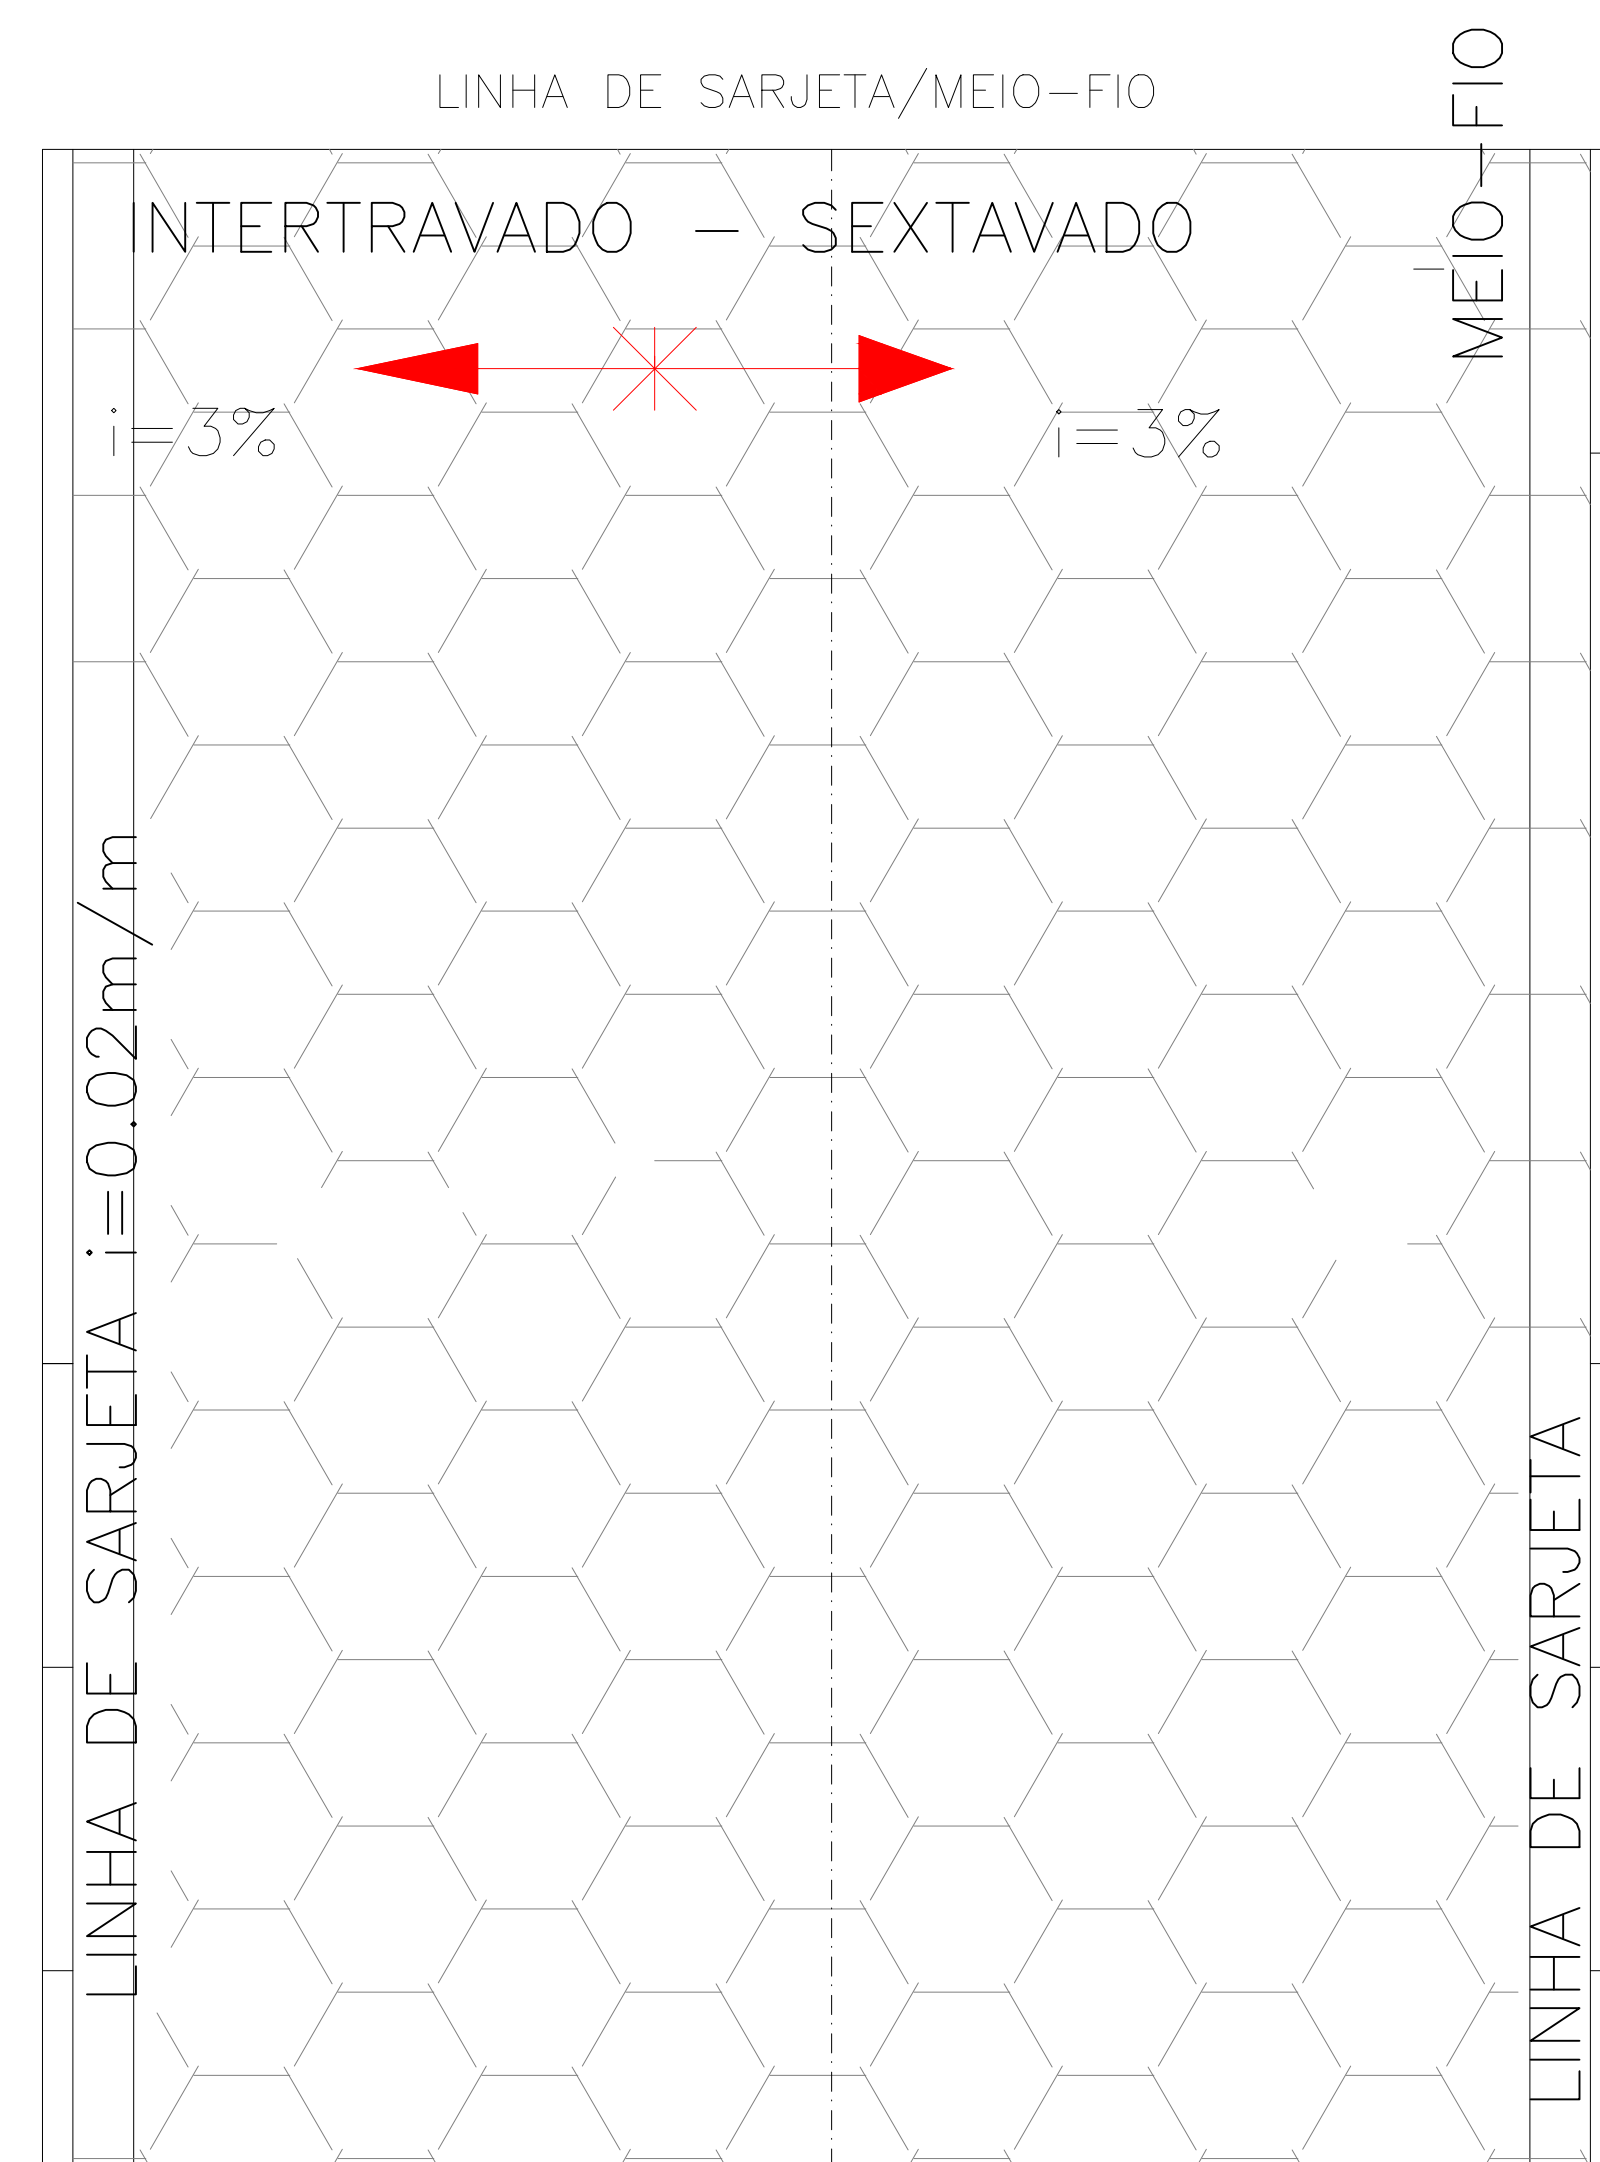 LINHA DE SARJETA/MEIO-FIO
MEIO-FIO
INTERTRAVADO - SEXTAVADO
i=3%
i=3%
LINHA DE SARJETA i=0.02m/m
LINHA DE SARJETA